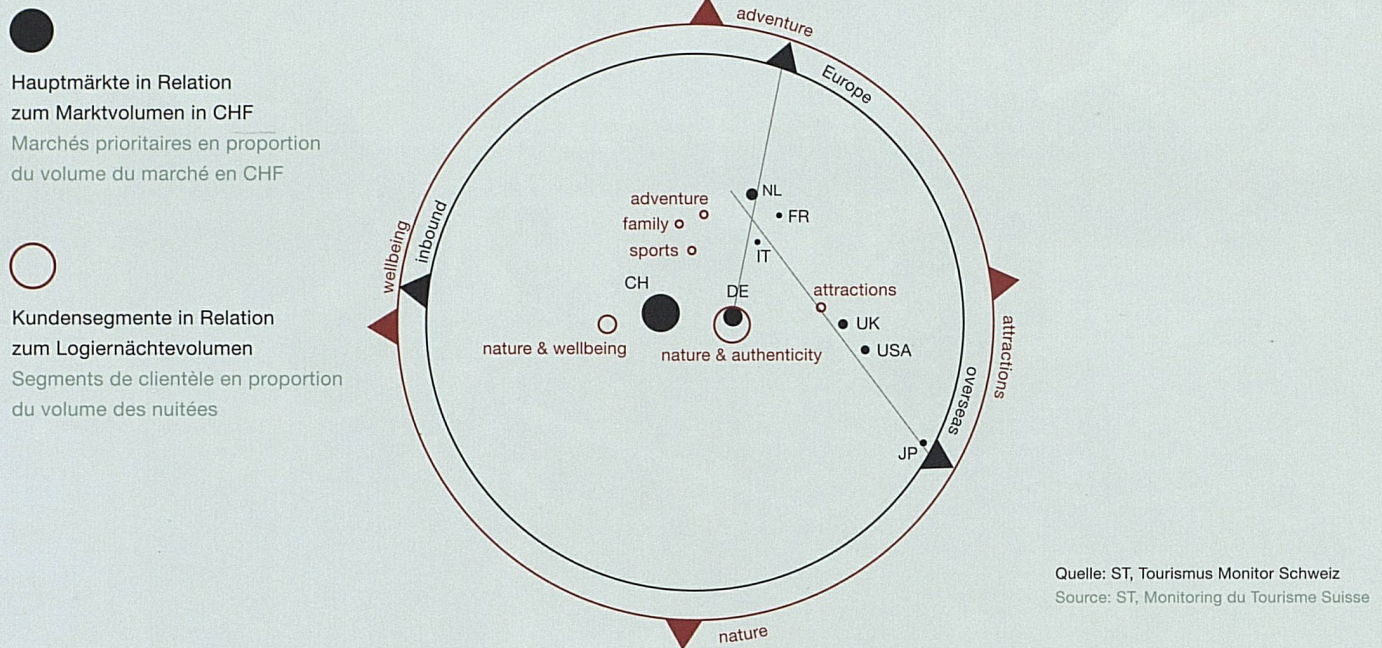 Hauptmärkte in Relation
zum Marktvolumen in CHF
Marchés prioritaires en proportion
du volume du marché en CHF
Kundensegmente in Relation
zum Logiernächtevolumen
Segments de clientèle en proportion
du volume des nuitées
adventure
Europe
wellbeing
inbound
attractions
overseas
nature
NL
adventure
FR
family
sports
IT
CH
DE
attractions
UK
nature & wellbeing
nature & authenticity
USA
JP
Quelle: ST, Tourismus Monitor Schweiz
Source: ST, Monitoring du Tourisme Suisse